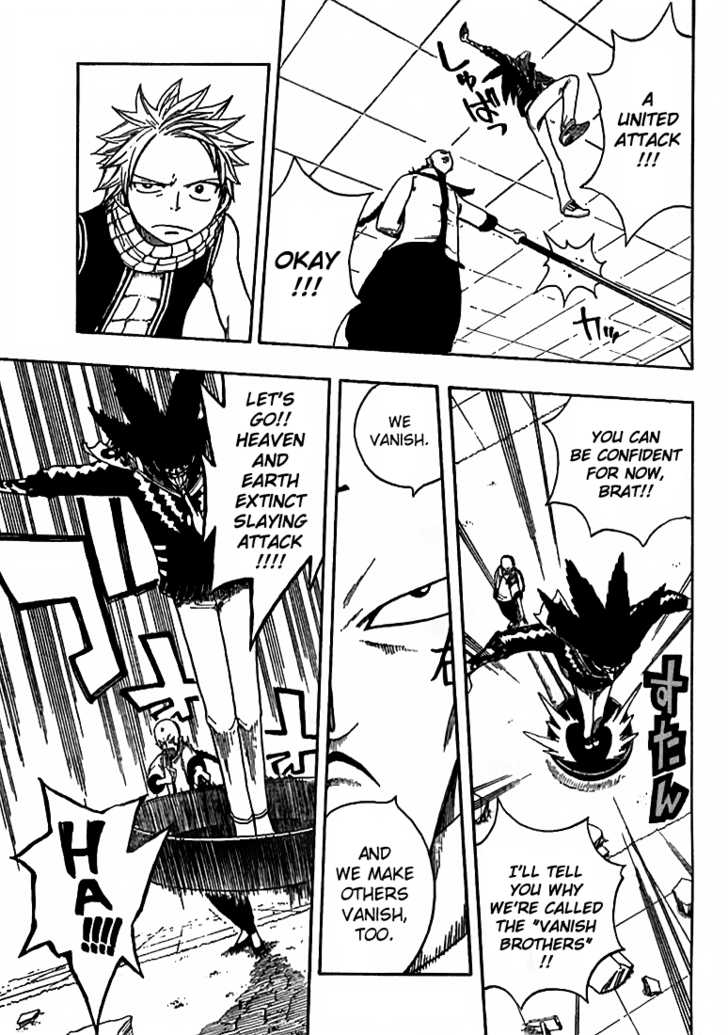 A
UNITED
ATTACK
!!!
しゅ
ばっ
OKAY
!!!
ガッ
YOU CAN
BE CONFIDENT
FOR NOW,
BRAT!!
すたん
I'LL TELL
YOU WHY
WE'RE CALLED
THE "VANISH
BROTHERS"
!!
WE
VANISH.
AND
WE MAKE
OTHERS
VANISH,
TOO.
LET'S
GO!!
HEAVEN
AND
EARTH
EXTINCT
SLAYING
ATTACK
!!!!
HA!!!!